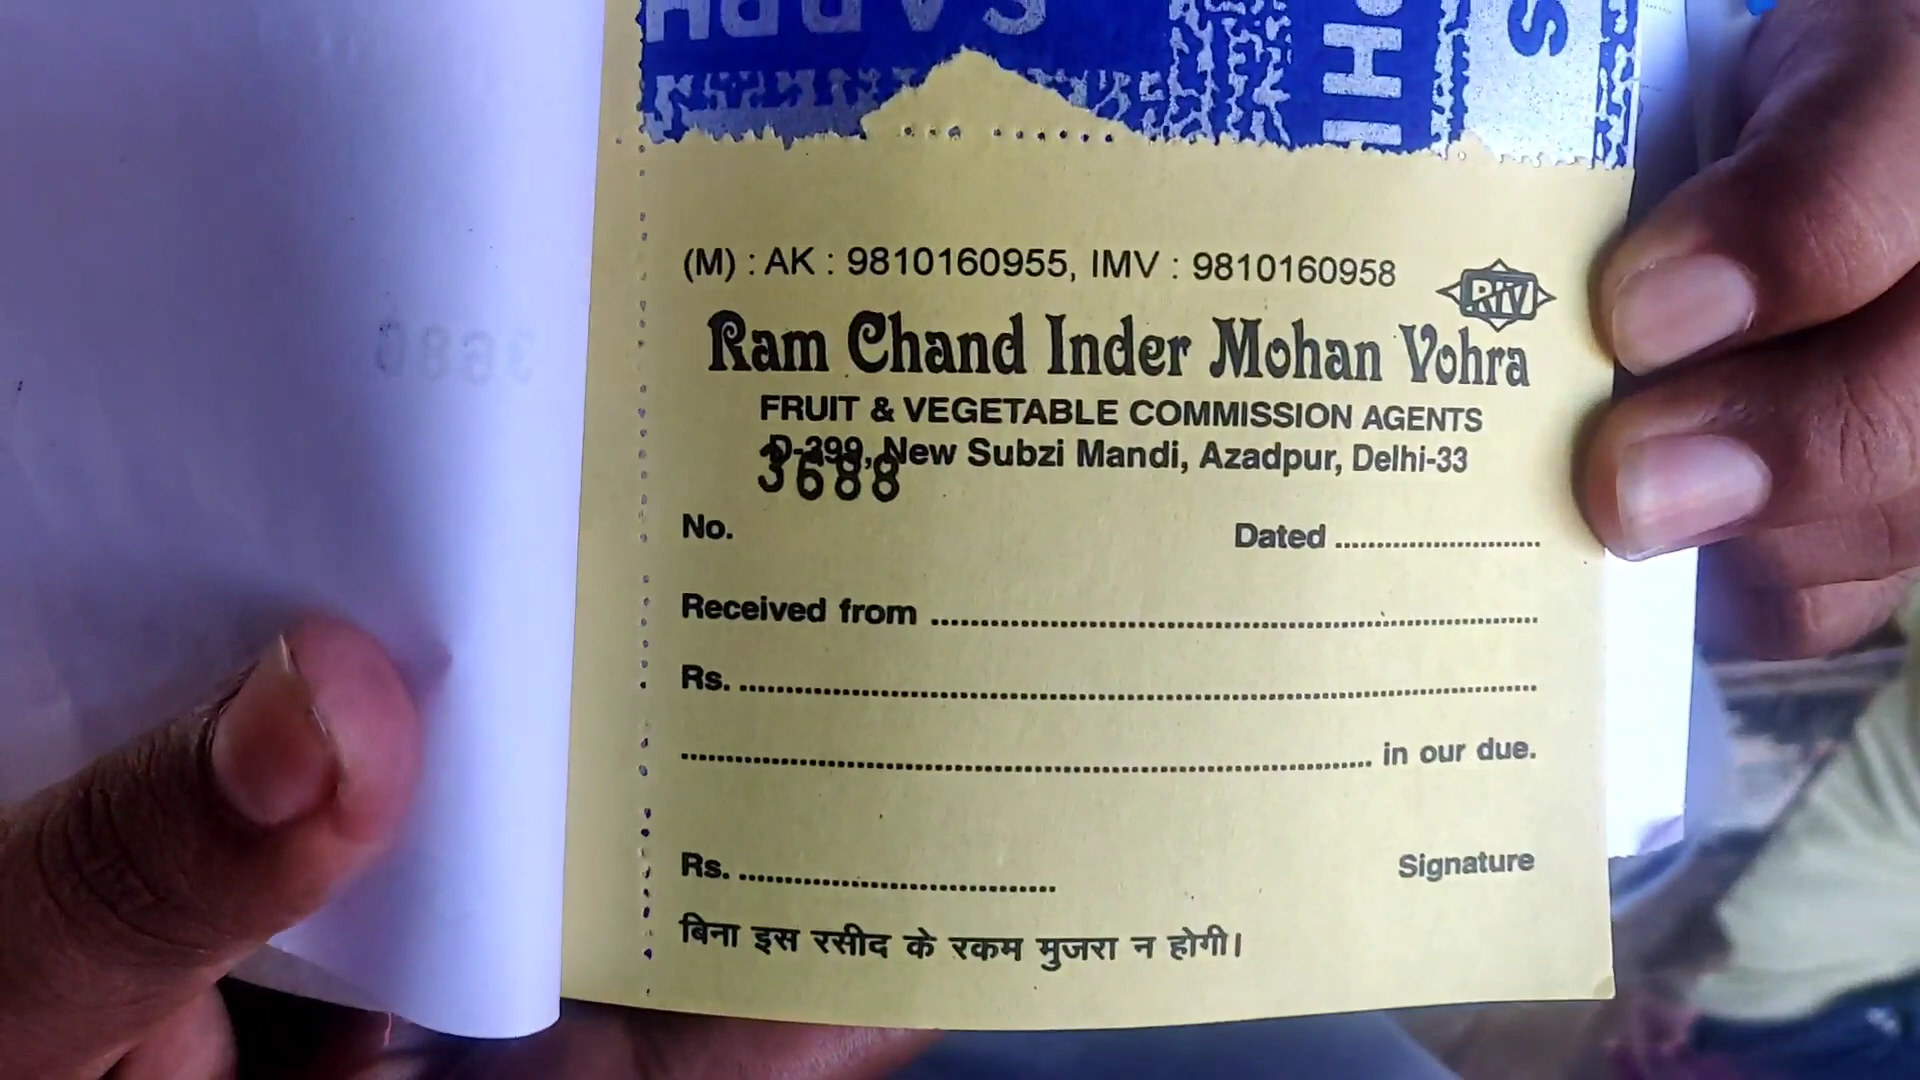 (M) : AK : 9810160955, IMV : 9810160958
RIV
Ram Chand Inder Mohan Vohra
FRUIT & VEGETABLE COMMISSION AGENTS
D-399, New Subzi Mandi, Azadpur, Delhi-33
3688
No. Dated ........................
Received from ........................
Rs. ........................
........................ in our due.
Rs. ........................ Signature
बिना इस रसीद के रकम मुजरा न होगी।